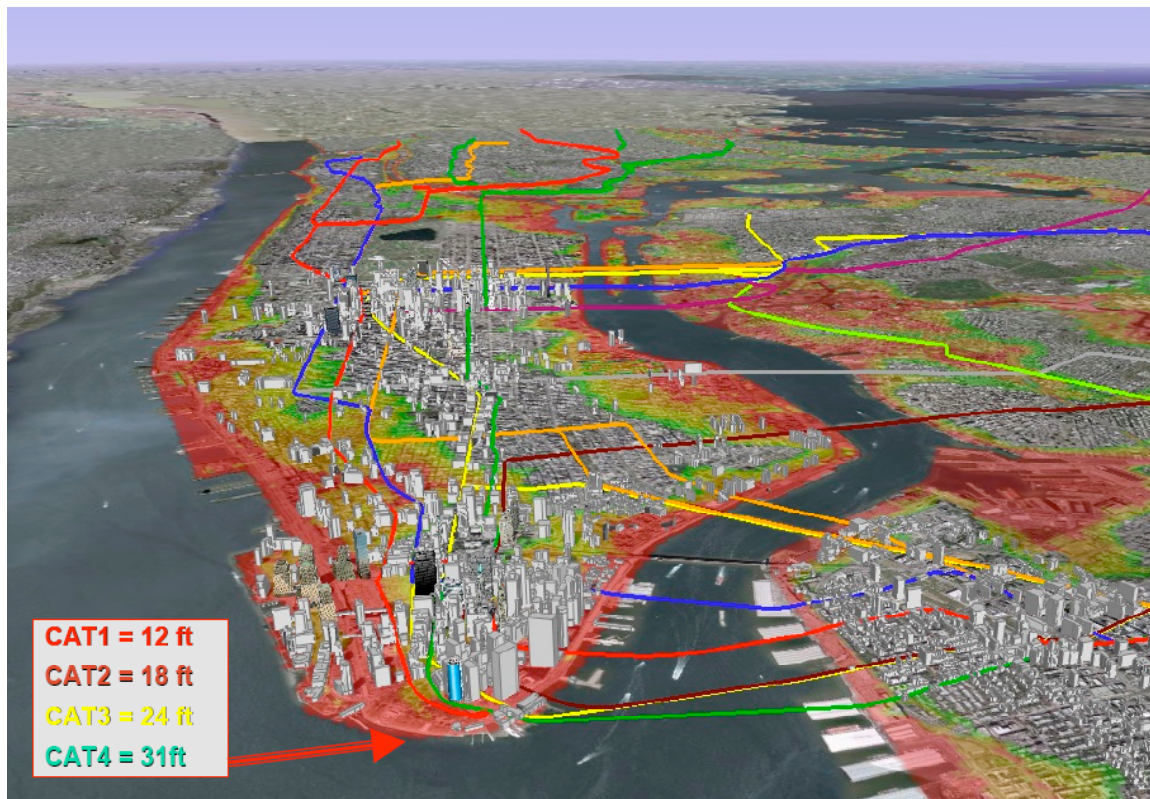 CAT1 = 12 ft
CAT2 = 18 ft
CAT3 = 24 ft
CAT4 = 31ft